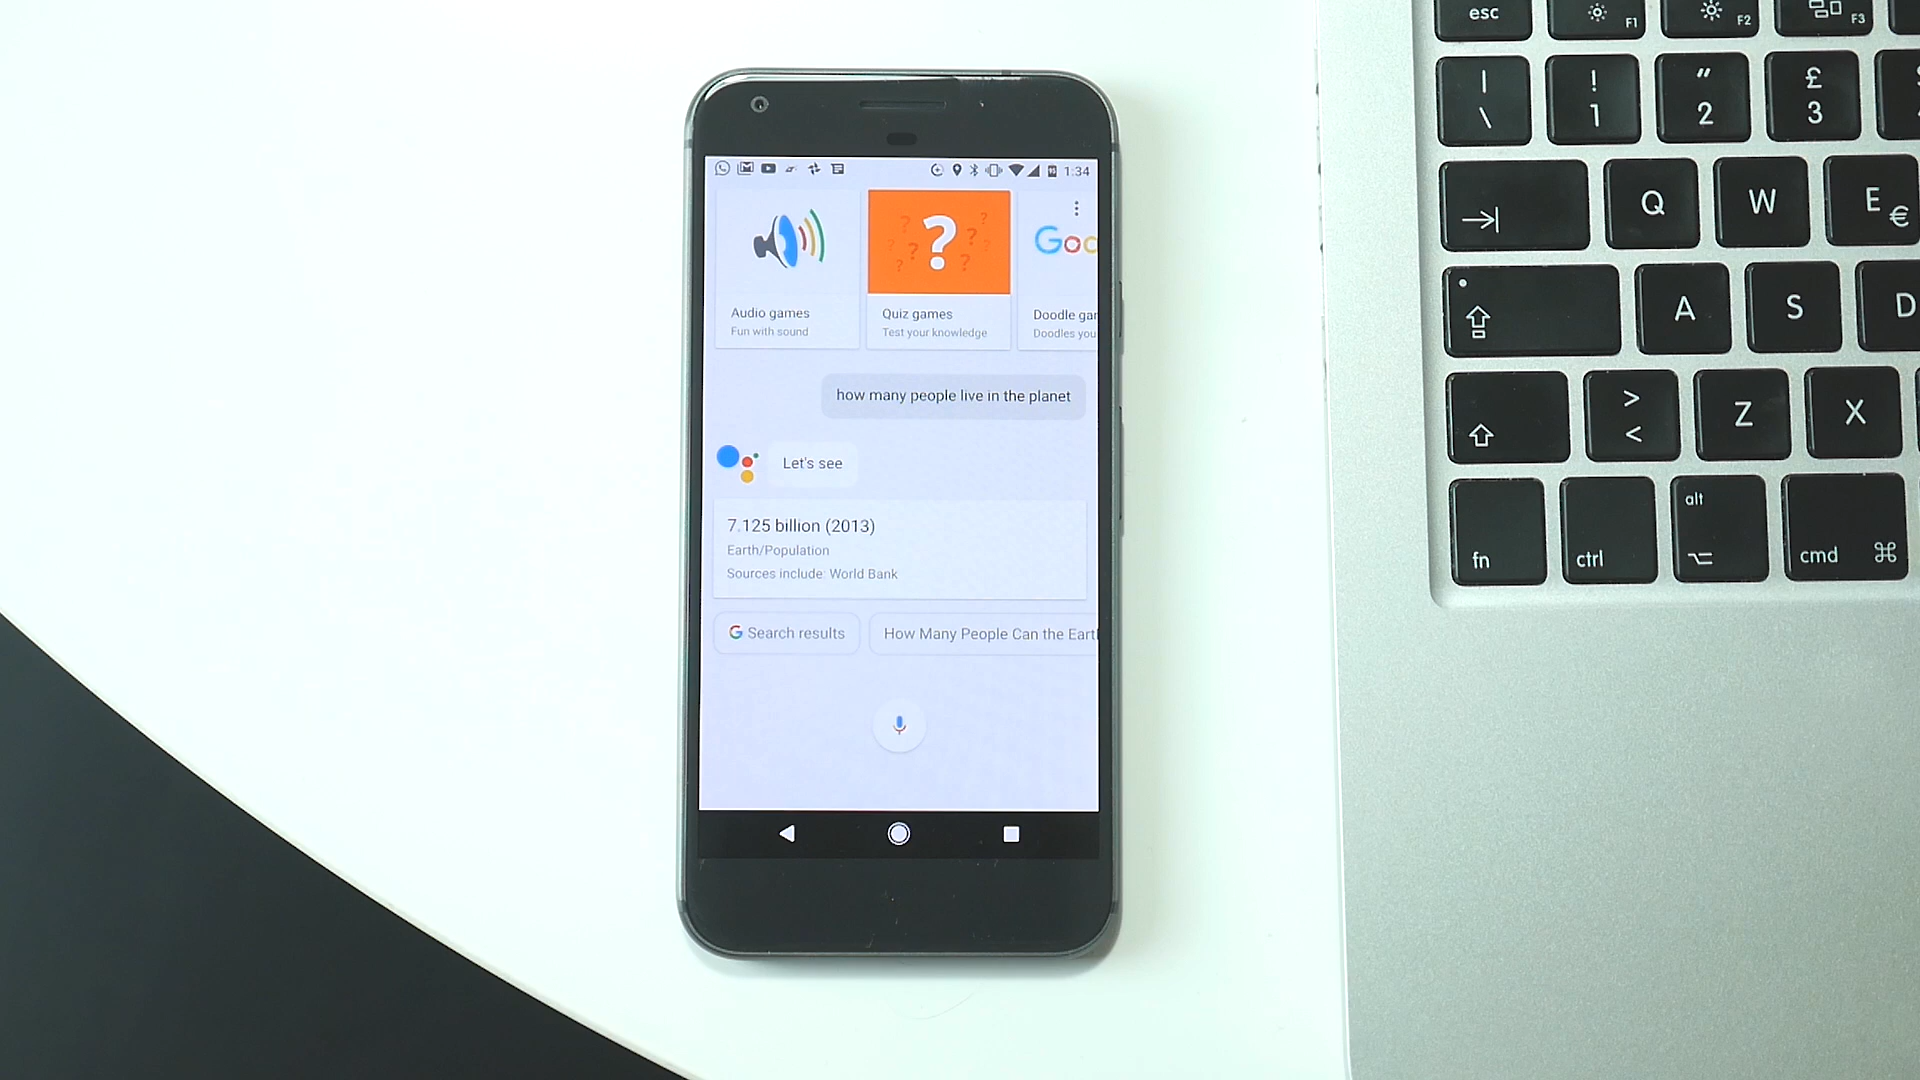 1:34
Audio games
Fun with sound
Quiz games
Test your knowledge
Goo
Doodle gar
Doodles you
how many people live in the planet
Let's see
7.125 billion (2013)
Earth/Population
Sources include: World Bank
G Search results
How Many People Can the Eart
esc
F1
F2
F3
| \
! 1
" 2
£ 3
Q
W
E €
A
S
D
> <
Z
X
fn
ctrl
alt
cmd ⌘